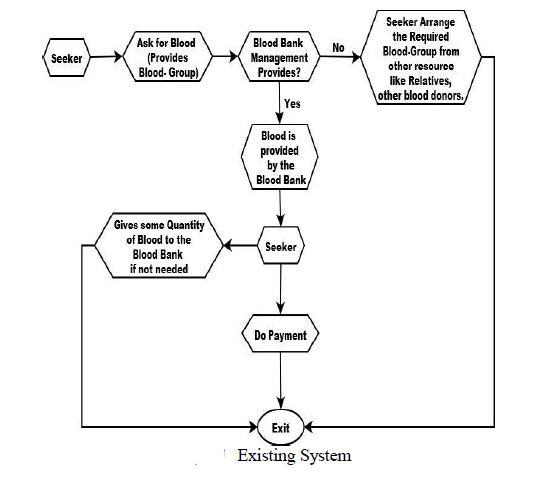 Seeker
Ask for Blood
(Provides
Blood- Group)
Blood Bank
Management
Provides?
No
Seeker Arrange
the Required
Blood-Group from
other resource
like Relatives,
other blood donors.
Yes
Blood is
provided
by the
Blood Bank
Gives some Quantity
of Blood to the
Blood Bank
if not needed
Seeker
Do Payment
Exit
Existing System